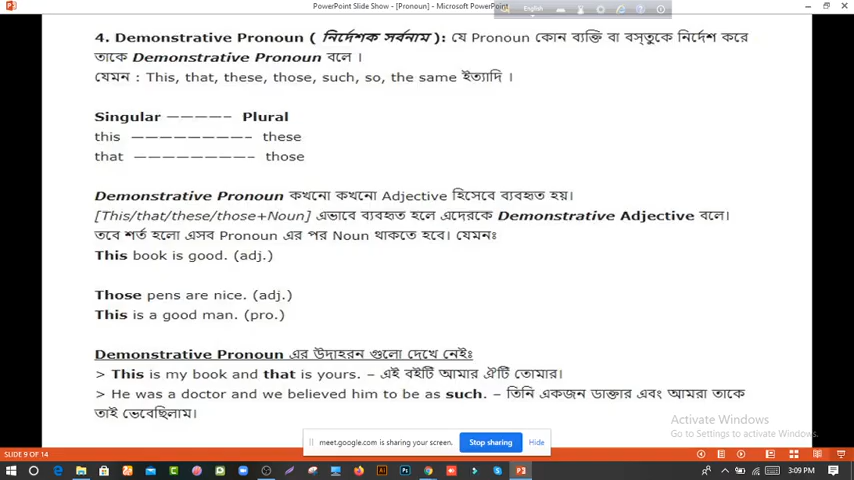 PowerPoint Slide Show - [Pronoun] - Microsoft PowerPoint
English
4. Demonstrative Pronoun ( নির্দেশক সর্বনাম ): যে Pronoun কোন ব্যক্তি বা বস্তুকে নির্দেশ করে
তাকে Demonstrative Pronoun বলে ।
যেমন : This, that, these, those, such, so, the same ইত্যাদি ।
Singular ————– Plural
this ———————– these
that ———————– those
Demonstrative Pronoun কখনো কখনো Adjective হিসেবে ব্যবহৃত হয়।
[This/that/these/those+Noun] এভাবে ব্যবহৃত হলে এদেরকে Demonstrative Adjective বলে।
তবে শর্ত হলো এসব Pronoun এর পর Noun থাকতে হবে। যেমনঃ
This book is good. (adj.)
Those pens are nice. (adj.)
This is a good man. (pro.)
Demonstrative Pronoun এর উদাহরন গুলো দেখে নেইঃ
> This is my book and that is yours. – এই বইটি আমার ঐটি তোমার।
> He was a doctor and we believed him to be as such. – তিনি একজন ডাক্তার এবং আমরা তাকে
তাই ভেবেছিলাম।
Activate Windows
Go to Settings to activate Windows.
meet.google.com is sharing your screen. Stop sharing Hide
SLIDE 9 OF 14
3:09 PM